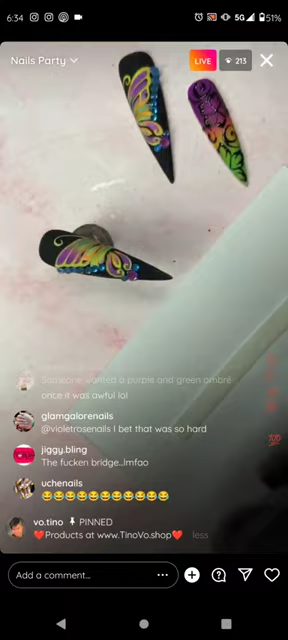 6:34
5G
51%
Nails Party
LIVE
213
Someone wanted a purple and green ombré
once it was awful lol
glamgalorenails
@violetrosenails I bet that was so hard
jiggy.bling
The fucken bridge...lmfao
uchenails
😂😂😂😂😂😂😂😂😂😂😂
vo.tino 📌 PINNED
❤️Products at www.TinoVo.shop❤️ less
💯
Add a comment...